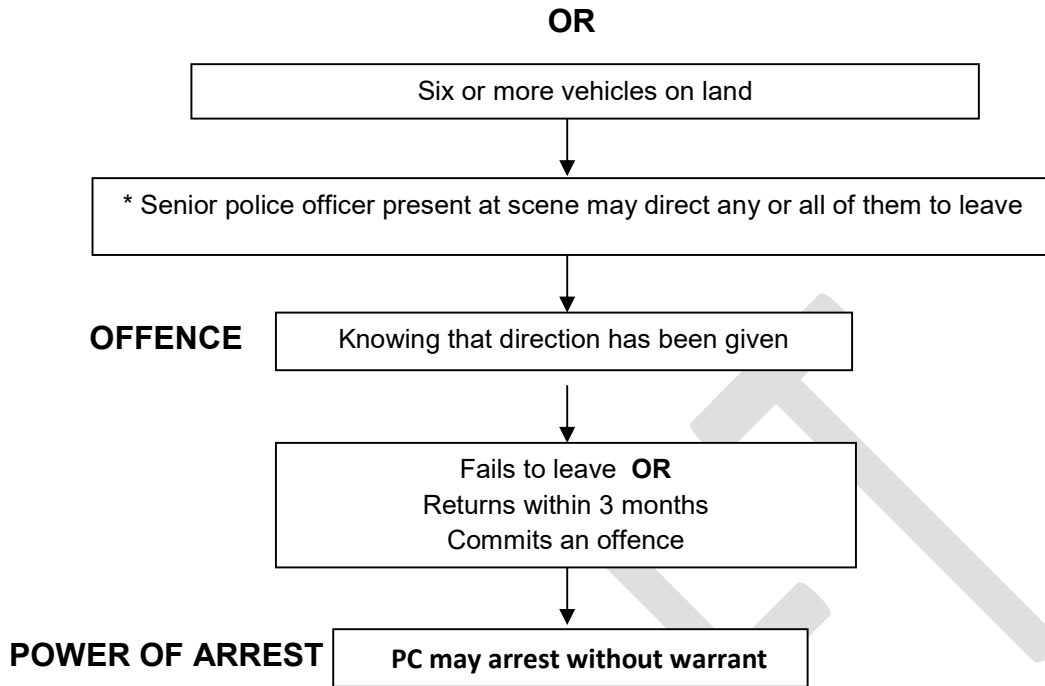 OR
Six or more vehicles on land
* Senior police officer present at scene may direct any or all of them to leave
OFFENCE
Knowing that direction has been given
Fails to leave OR
Returns within 3 months
Commits an offence
POWER OF ARREST
PC may arrest without warrant